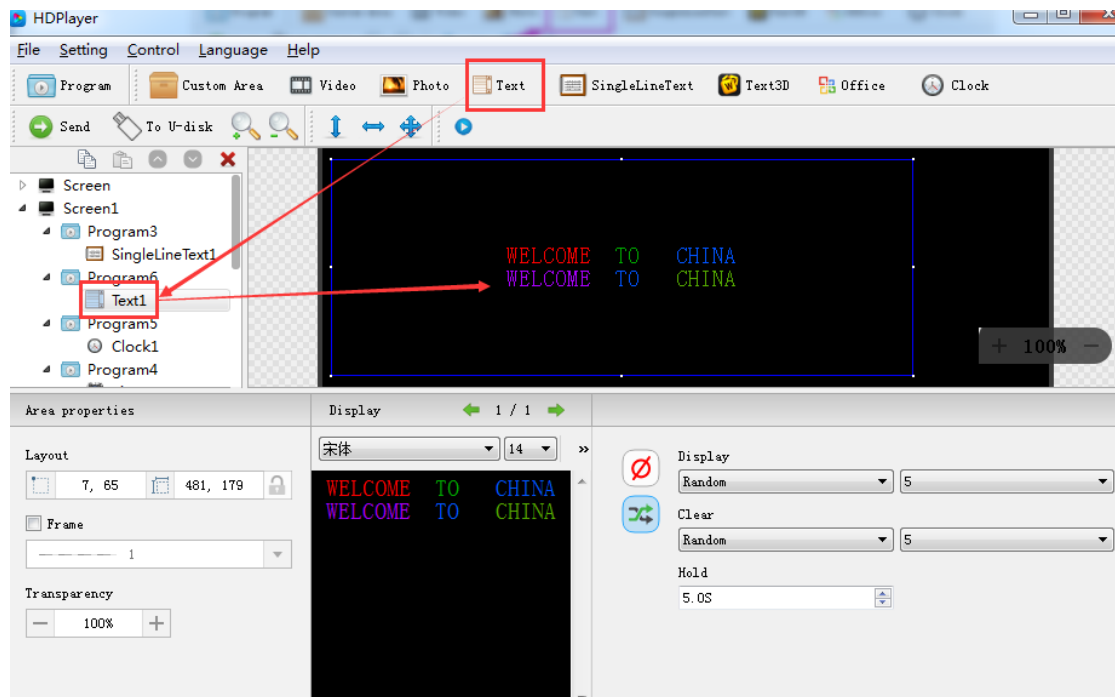 HDPlayer
File Setting Control Language Help
Program Custom Area Video Photo Text SingleLineText Text3D Office Clock
Send To U-disk
Screen
Screen1
Program3
SingleLineText1
Program6
Text1
Program5
Clock1
Program4
WELCOME TO CHINA
WELCOME TO CHINA
+ 100% −
Area properties
Display 1 / 1
Layout
7, 65 481, 179
Frame
1
Transparency
— 100% +
宋体 14 »
WELCOME TO CHINA
WELCOME TO CHINA
Display
Random 5
Clear
Random 5
Hold
5.0S